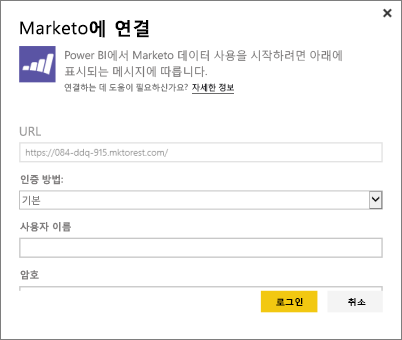 Marketo에 연결
Power BI에서 Marketo 데이터 사용을 시작하려면 아래에
표시되는 메시지에 따릅니다.
연결하는 데 도움이 필요하신가요? 자세한 정보
URL
https://084-ddq-915.mktorest.com/
인증 방법:
기본
사용자 이름
암호
로그인 취소